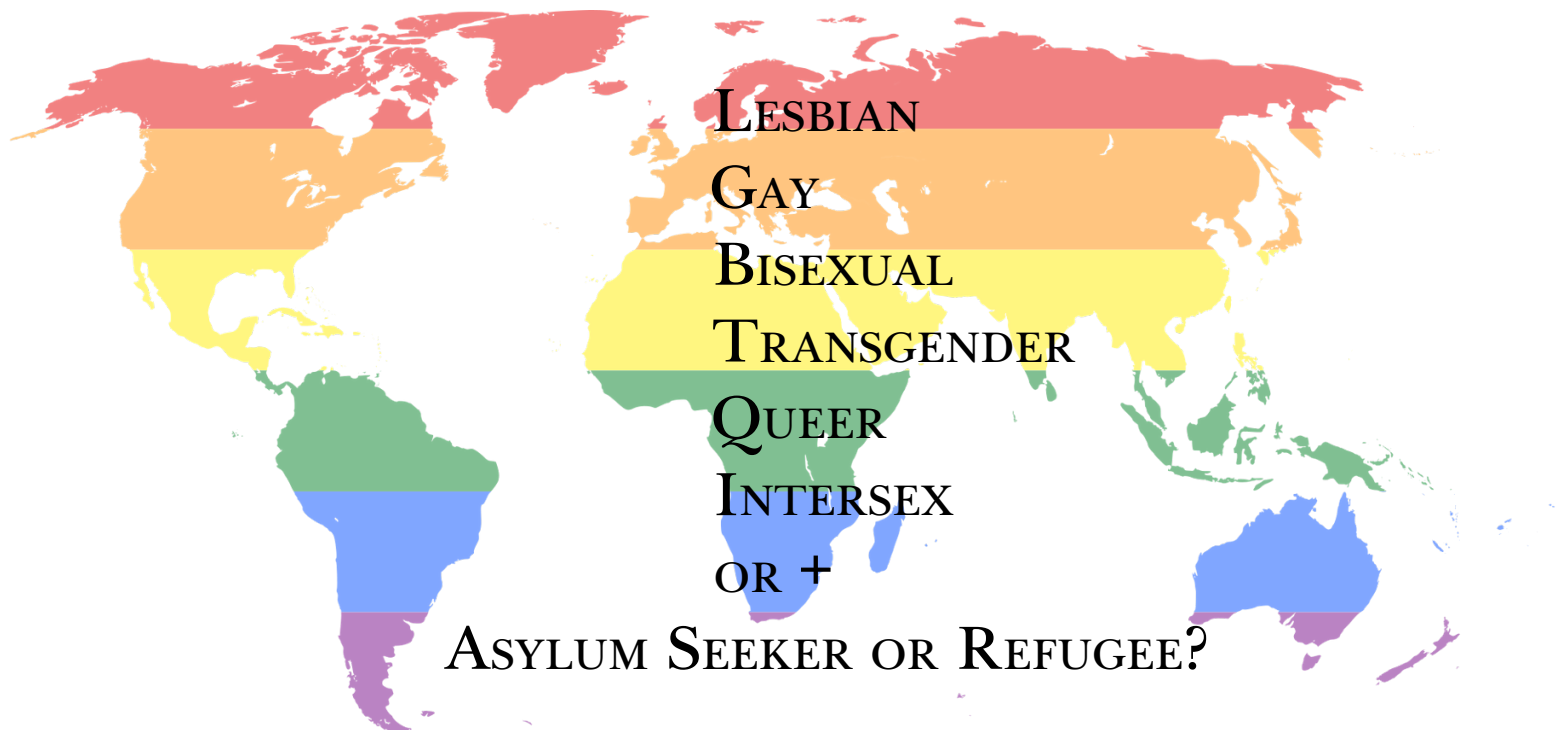 Lesbian
Gay
Bisexual
Transgender
Queer
Intersex
or +
Asylum Seeker or Refugee?